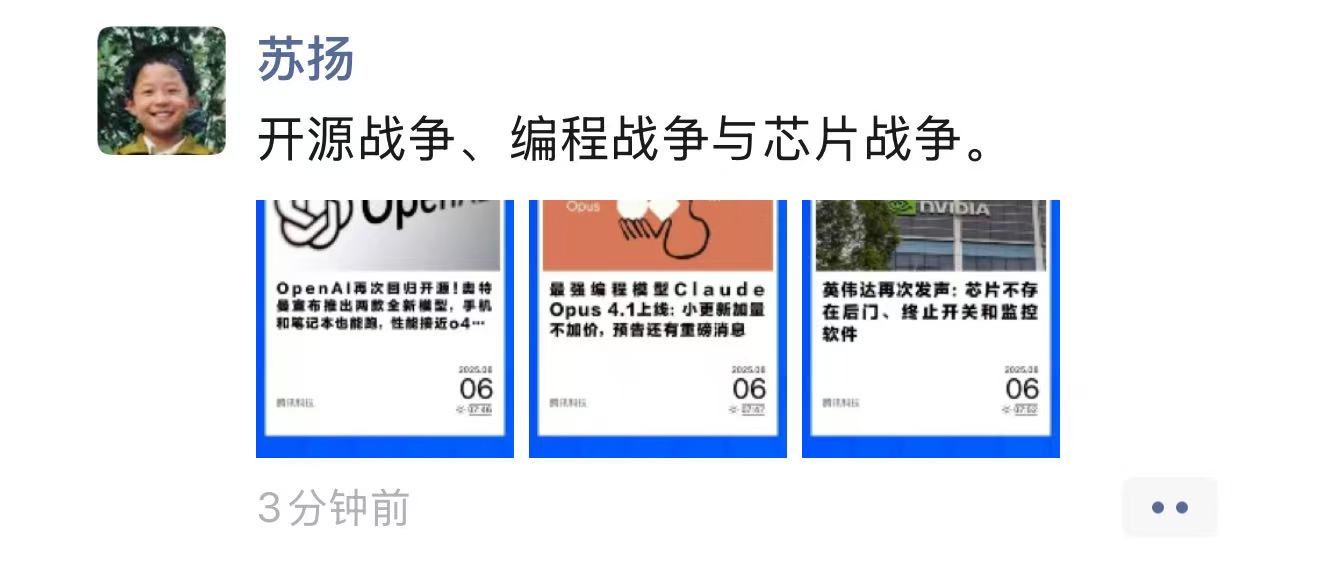 苏扬
开源战争、编程战争与芯片战争。
OpenAI
OpenAI再次回归开源！奥特
曼宣布推出两款全新模型，手机
和笔记本也能跑，性能接近o4…
2025.08
06
07:46
腾讯科技
Opus
最强编程模型Claude
Opus 4.1上线：小更新加量
不加价，预告还有重磅消息
2025.08
06
07:47
腾讯科技
NVIDIA
英伟达再次发声：芯片不存
在后门、终止开关和监控
软件
2025.08
06
07:52
腾讯科技
3分钟前